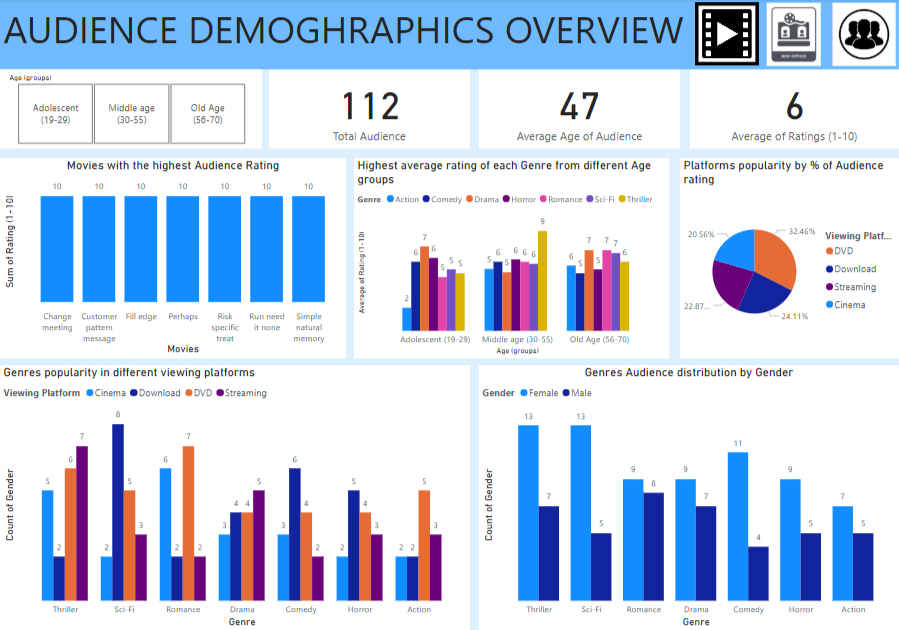 AUDIENCE DEMOGHRAPHICS OVERVIEW
BOX OFFICE
Age (groups)
Adolescent
(19-29)
Middle age
(30-55)
Old Age
(56-70)
112
Total Audience
47
Average Age of Audience
6
Average of Ratings (1-10)
Movies with the highest Audience Rating
Sum of Rating (1-10)
10 10 10 10 10 10 10
Change
meeting
Customer
pattern
message
Fill edge
Perhaps
Risk
specific
treat
Run need
it none
Simple
natural
memory
Movies
Highest average rating of each Genre from different Age
groups
Genre Action Comedy Drama Horror Romance Sci-Fi Thriller
Average of Rating (1-10)
2 6 7 6 5 5 5
5 6 5 6 6 6 9
6 5 7 5 7 7 6
Adolescent (19-29) Middle age (30-55) Old Age (56-70)
Age (groups)
Platforms popularity by % of Audience
rating
32.46%
24.11%
22.87...
20.56%
Viewing Platf...
DVD
Download
Streaming
Cinema
Genres popularity in different viewing platforms
Viewing Platform Cinema Download DVD Streaming
Count of Gender
5 2 6 7
2 8 5 3
6 2 7 2
3 4 4 5
3 6 4 2
2 5 4 3
2 2 5 3
Thriller Sci-Fi Romance Drama Comedy Horror Action
Genre
Genres Audience distribution by Gender
Gender Female Male
Count of Gender
13 7
13 5
9 8
9 7
11 4
9 5
7 5
Thriller Sci-Fi Romance Drama Comedy Horror Action
Genre